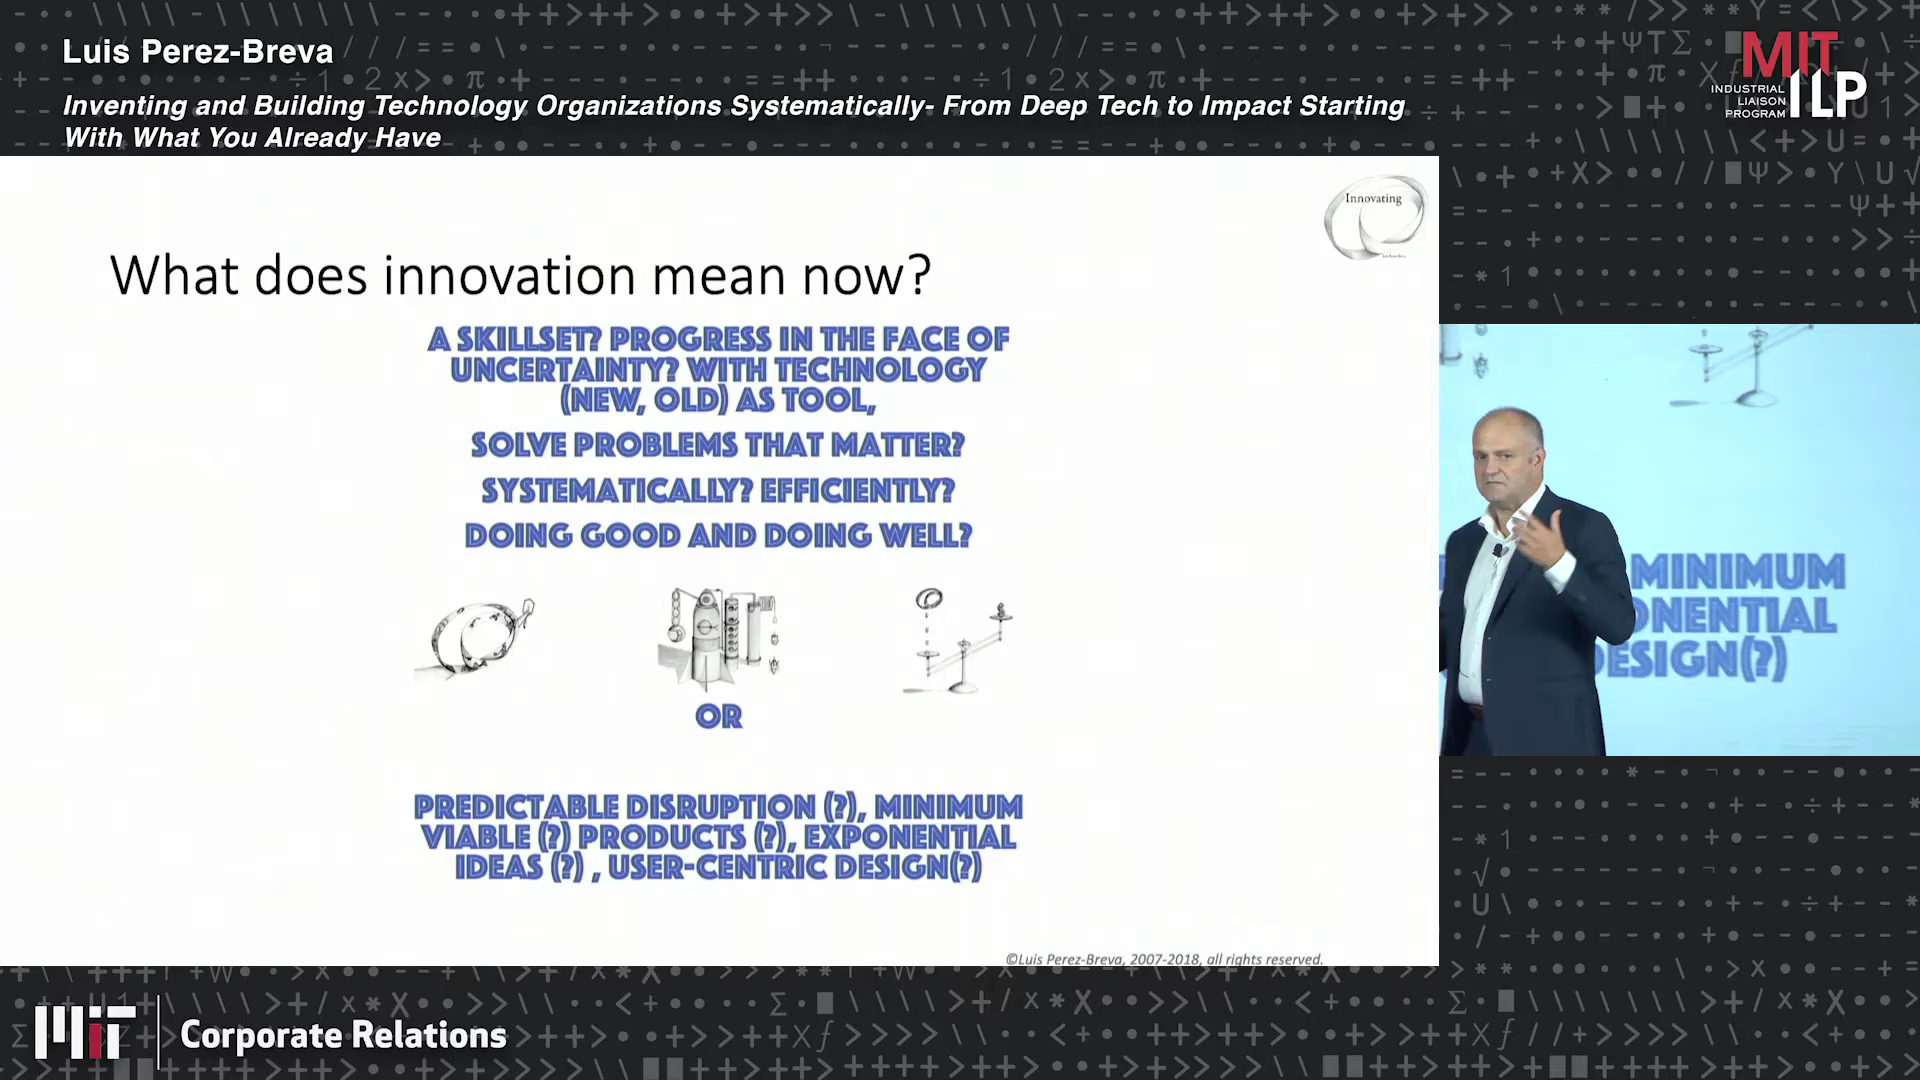 Luis Perez-Breva
Inventing and Building Technology Organizations Systematically- From Deep Tech to Impact Starting
With What You Already Have
MIT
INDUSTRIAL
LIAISON
PROGRAM
ILP
Innovating
What does innovation mean now?
A SKILLSET? PROGRESS IN THE FACE OF
UNCERTAINTY? WITH TECHNOLOGY
(NEW, OLD) AS TOOL,
SOLVE PROBLEMS THAT MATTER?
SYSTEMATICALLY? EFFICIENTLY?
DOING GOOD AND DOING WELL?
OR
PREDICTABLE DISRUPTION (?), MINIMUM
VIABLE (?) PRODUCTS (?), EXPONENTIAL
IDEAS (?) , USER-CENTRIC DESIGN(?)
©Luis Perez-Breva, 2007-2018, all rights reserved.
MINIMUM
ONENTIAL
DESIGN(?)
MIT
Corporate Relations